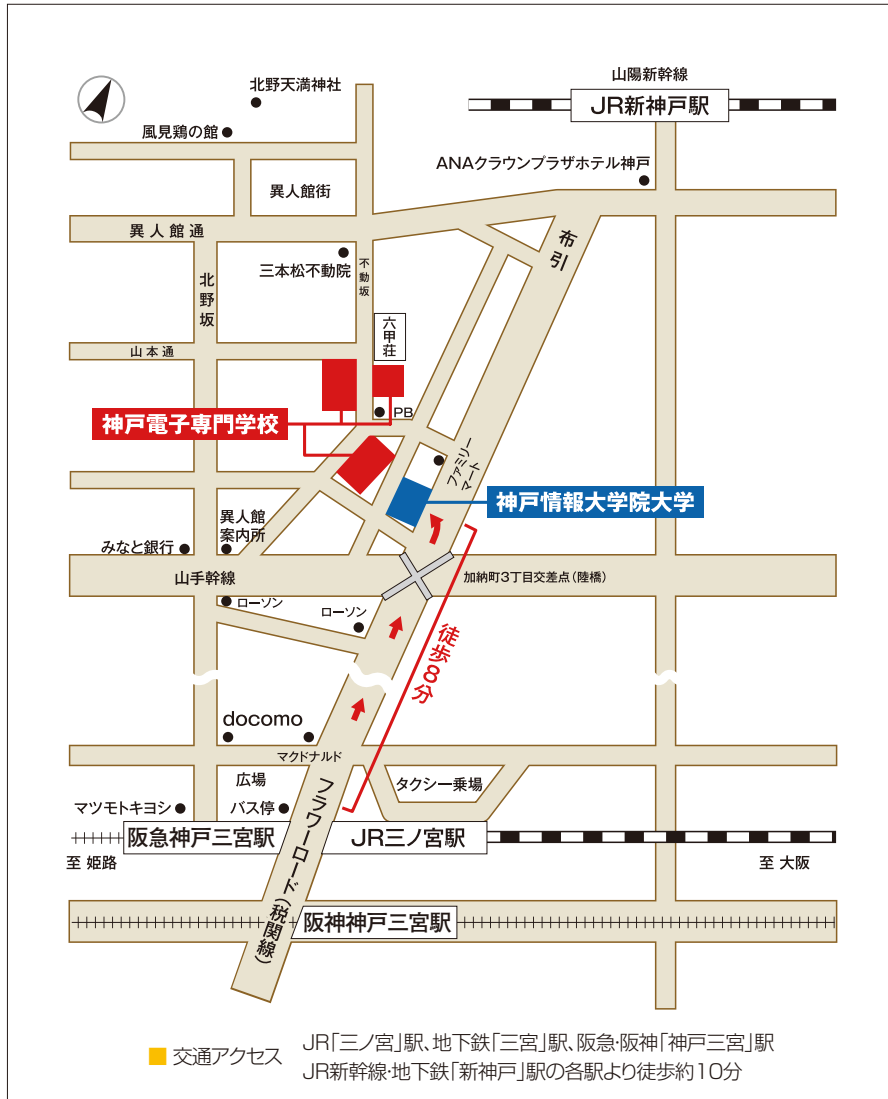 山陽新幹線
北野天満神社
JR新神戸駅
風見鶏の館
ANAクラウンプラザホテル神戸
異人館街
異人館通
布引
三本松不動院
不動坂
北野坂
六甲荘
山本通
PB
神戸電子専門学校
ファミリー
マート
神戸情報大学院大学
異人館
案内所
みなと銀行
山手幹線
加納町3丁目交差点(陸橋)
ローソン
ローソン
徒歩8分
docomo
マクドナルド
広場
タクシー乗場
マツモトキヨシ
バス停
フラワーロード(税関線)
阪急神戸三宮駅
JR三ノ宮駅
至 姫路
至 大阪
阪神神戸三宮駅
交通アクセス
JR「三ノ宮」駅、地下鉄「三宮」駅、阪急・阪神「神戸三宮」駅
JR新幹線・地下鉄「新神戸」駅の各駅より徒歩約10分